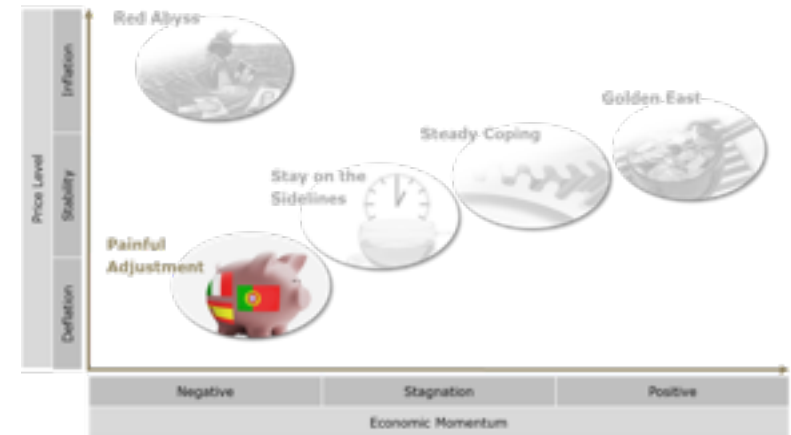 Red Abyss
Golden East
Steady Coping
Stay on the
Sidelines
Painful
Adjustment
Price Level
Inflation
Stability
Deflation
Negative
Stagnation
Positive
Economic Momentum